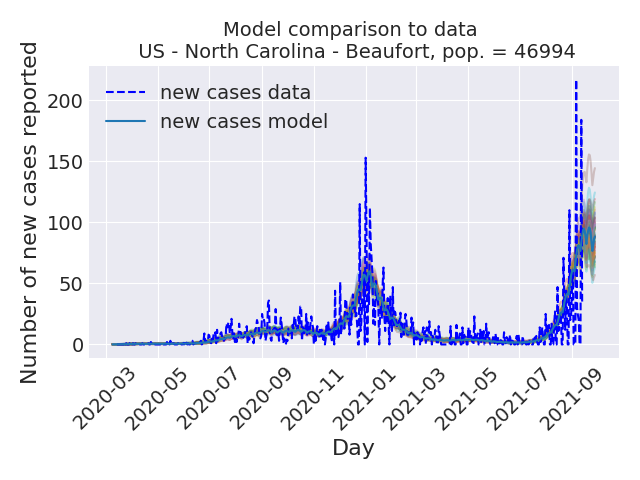 Model comparison to data
US - North Carolina - Beaufort, pop. = 46994
Number of new cases reported
200
150
100
50
0
new cases data
new cases model
2020-03
2020-05
2020-07
2020-09
2020-11
2021-01
2021-03
2021-05
2021-07
2021-09
Day